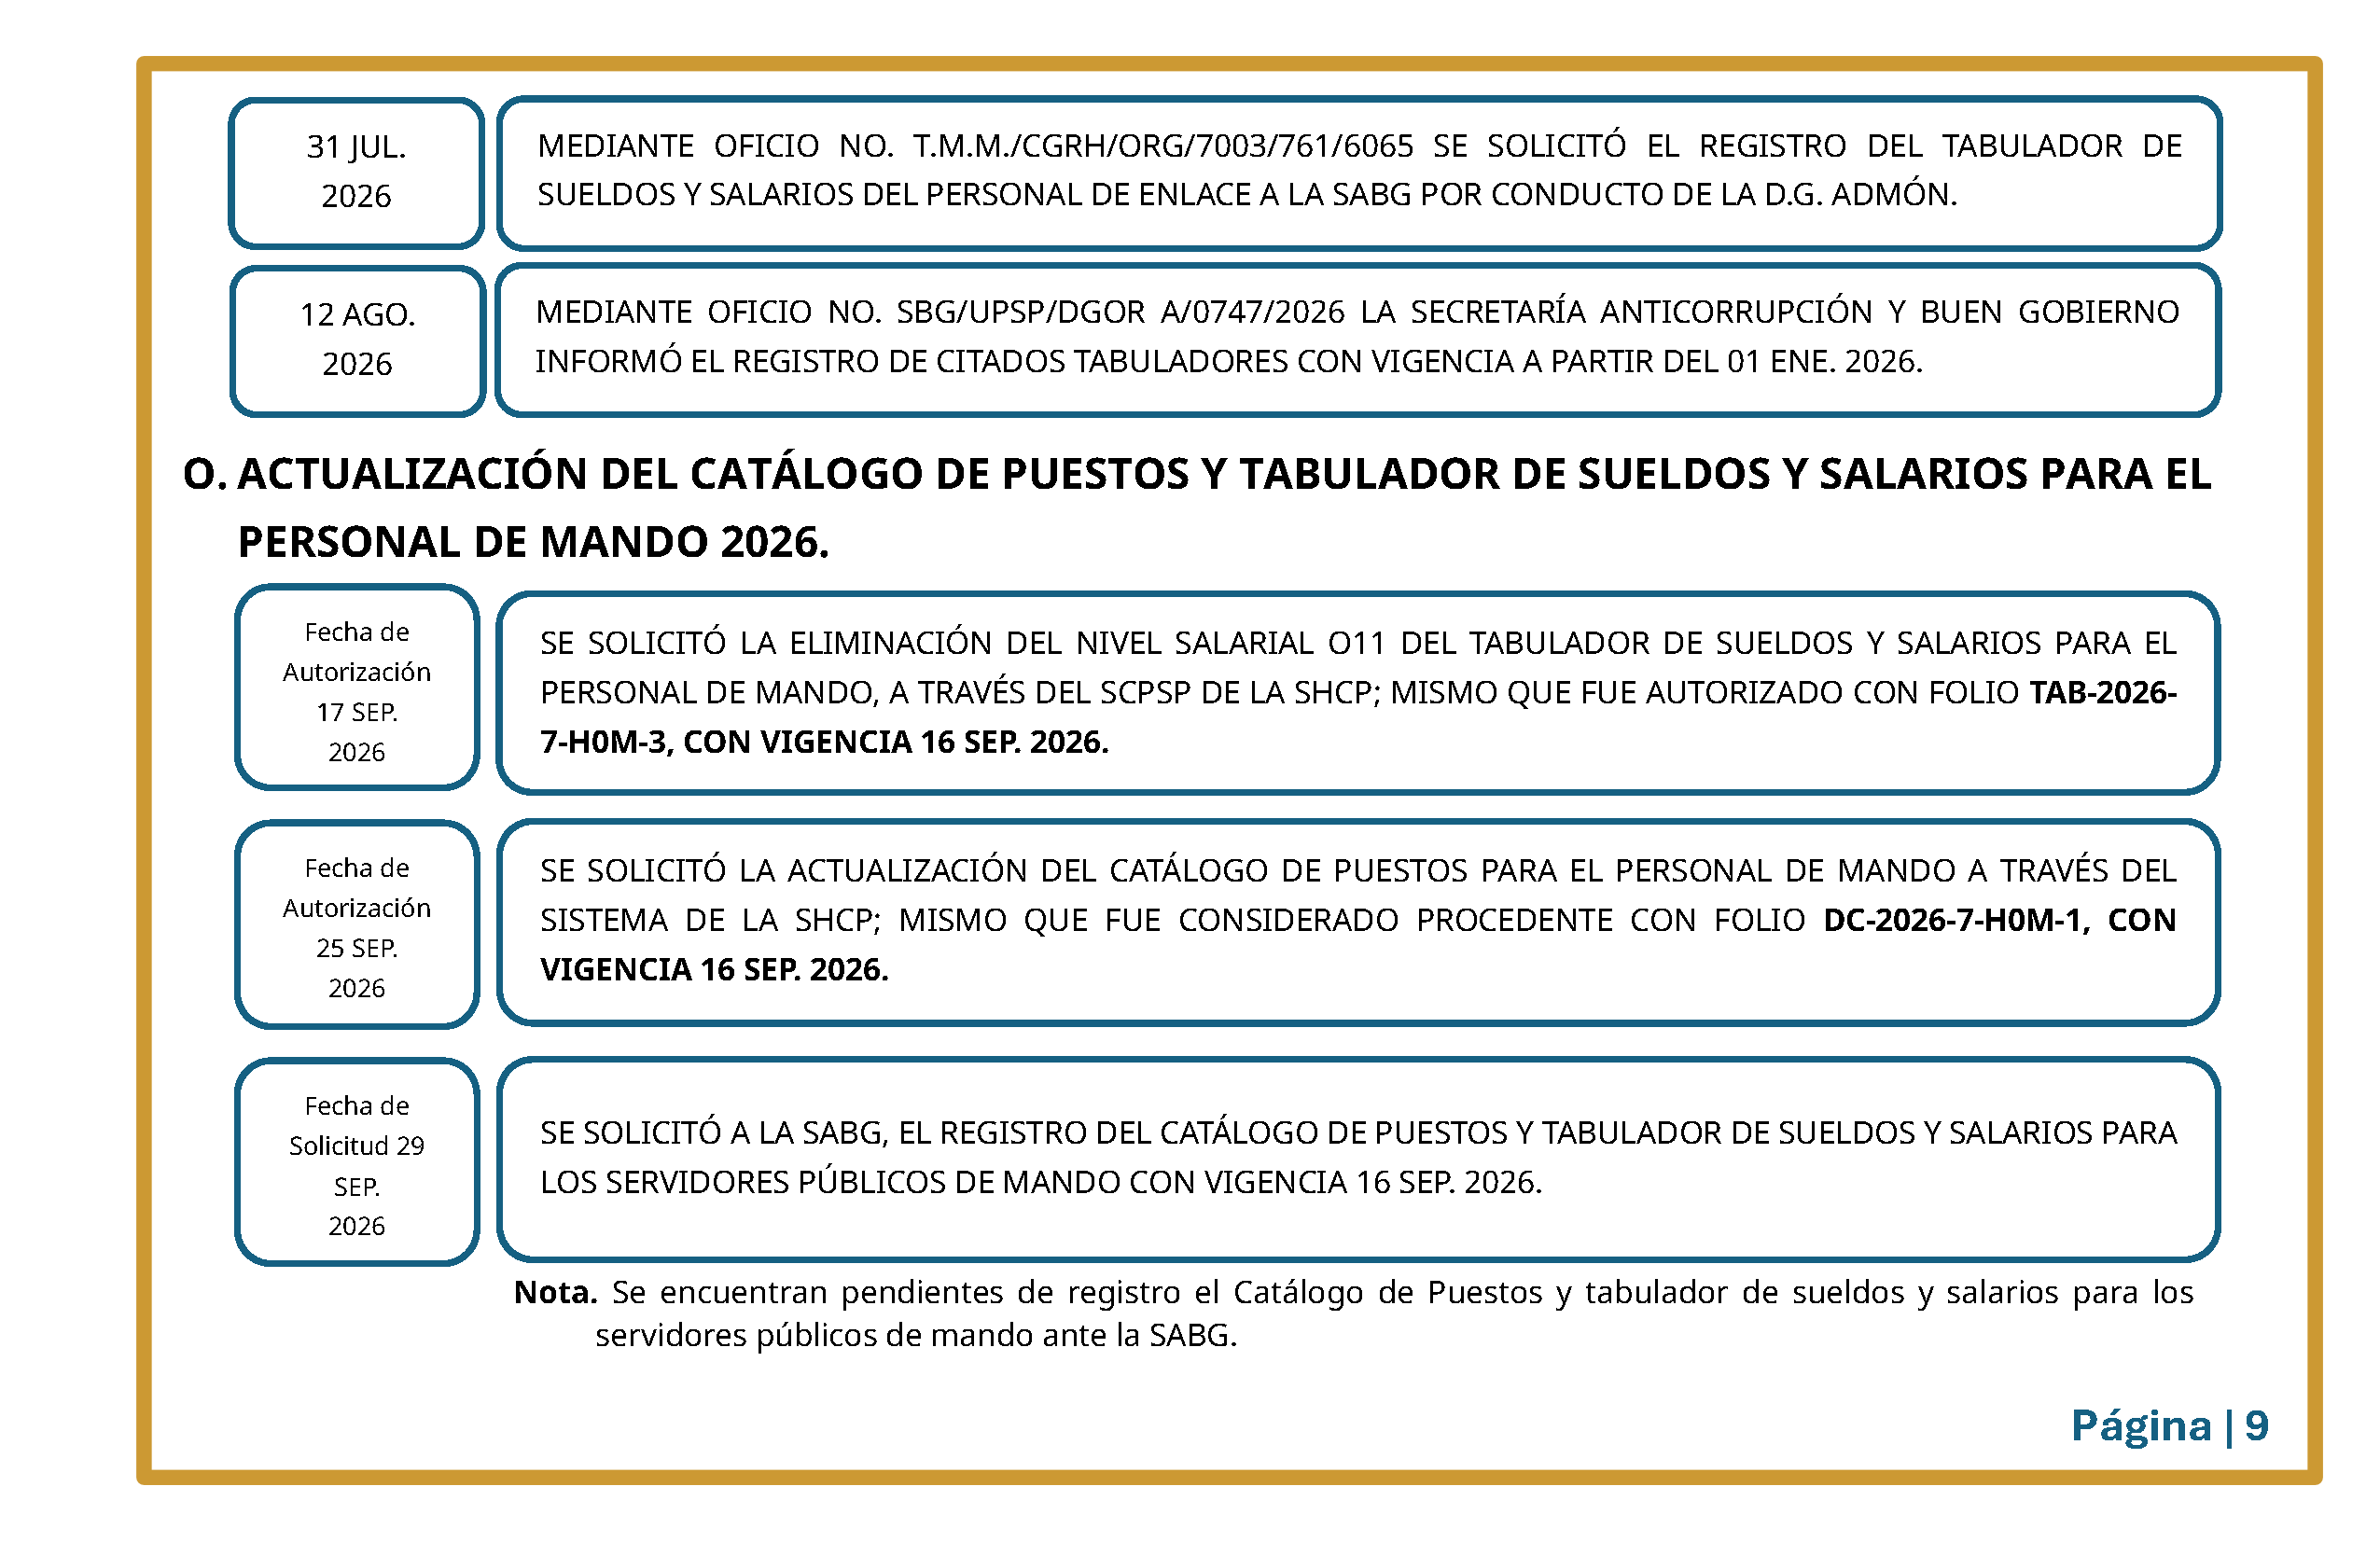 31 JUL.
2026
MEDIANTE OFICIO NO. T.M.M./CGRH/ORG/7003/761/6065 SE SOLICITÓ EL REGISTRO DEL TABULADOR DE
SUELDOS Y SALARIOS DEL PERSONAL DE ENLACE A LA SABG POR CONDUCTO DE LA D.G. ADMÓN.
12 AGO.
2026
MEDIANTE OFICIO NO. SBG/UPSP/DGOR A/0747/2026 LA SECRETARÍA ANTICORRUPCIÓN Y BUEN GOBIERNO
INFORMÓ EL REGISTRO DE CITADOS TABULADORES CON VIGENCIA A PARTIR DEL 01 ENE. 2026.
O. ACTUALIZACIÓN DEL CATÁLOGO DE PUESTOS Y TABULADOR DE SUELDOS Y SALARIOS PARA EL
PERSONAL DE MANDO 2026.
Fecha de
Autorización
17 SEP.
2026
SE SOLICITÓ LA ELIMINACIÓN DEL NIVEL SALARIAL O11 DEL TABULADOR DE SUELDOS Y SALARIOS PARA EL
PERSONAL DE MANDO, A TRAVÉS DEL SCPSP DE LA SHCP; MISMO QUE FUE AUTORIZADO CON FOLIO TAB-2026-
7-H0M-3, CON VIGENCIA 16 SEP. 2026.
Fecha de
Autorización
25 SEP.
2026
SE SOLICITÓ LA ACTUALIZACIÓN DEL CATÁLOGO DE PUESTOS PARA EL PERSONAL DE MANDO A TRAVÉS DEL
SISTEMA DE LA SHCP; MISMO QUE FUE CONSIDERADO PROCEDENTE CON FOLIO DC-2026-7-H0M-1, CON
VIGENCIA 16 SEP. 2026.
Fecha de
Solicitud 29
SEP.
2026
SE SOLICITÓ A LA SABG, EL REGISTRO DEL CATÁLOGO DE PUESTOS Y TABULADOR DE SUELDOS Y SALARIOS PARA
LOS SERVIDORES PÚBLICOS DE MANDO CON VIGENCIA 16 SEP. 2026.
Nota. Se encuentran pendientes de registro el Catálogo de Puestos y tabulador de sueldos y salarios para los
servidores públicos de mando ante la SABG.
Página | 9